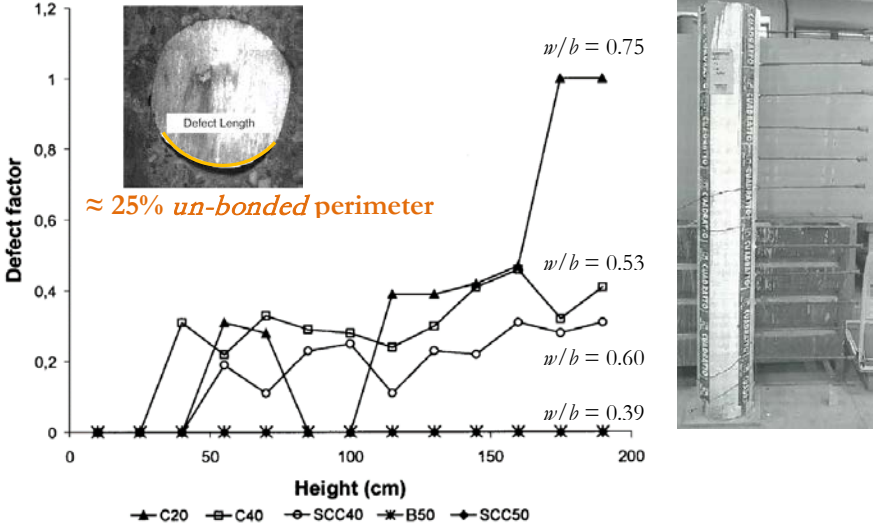 1,2
1
0,8
0,6
0,4
0,2
0
Defect factor
Defect Length
≈ 25% un-bonded perimeter
w/b = 0.75
w/b = 0.53
w/b = 0.60
w/b = 0.39
0 50 100 150 200
Height (cm)
C20 C40 SCC40 B50 SCC50